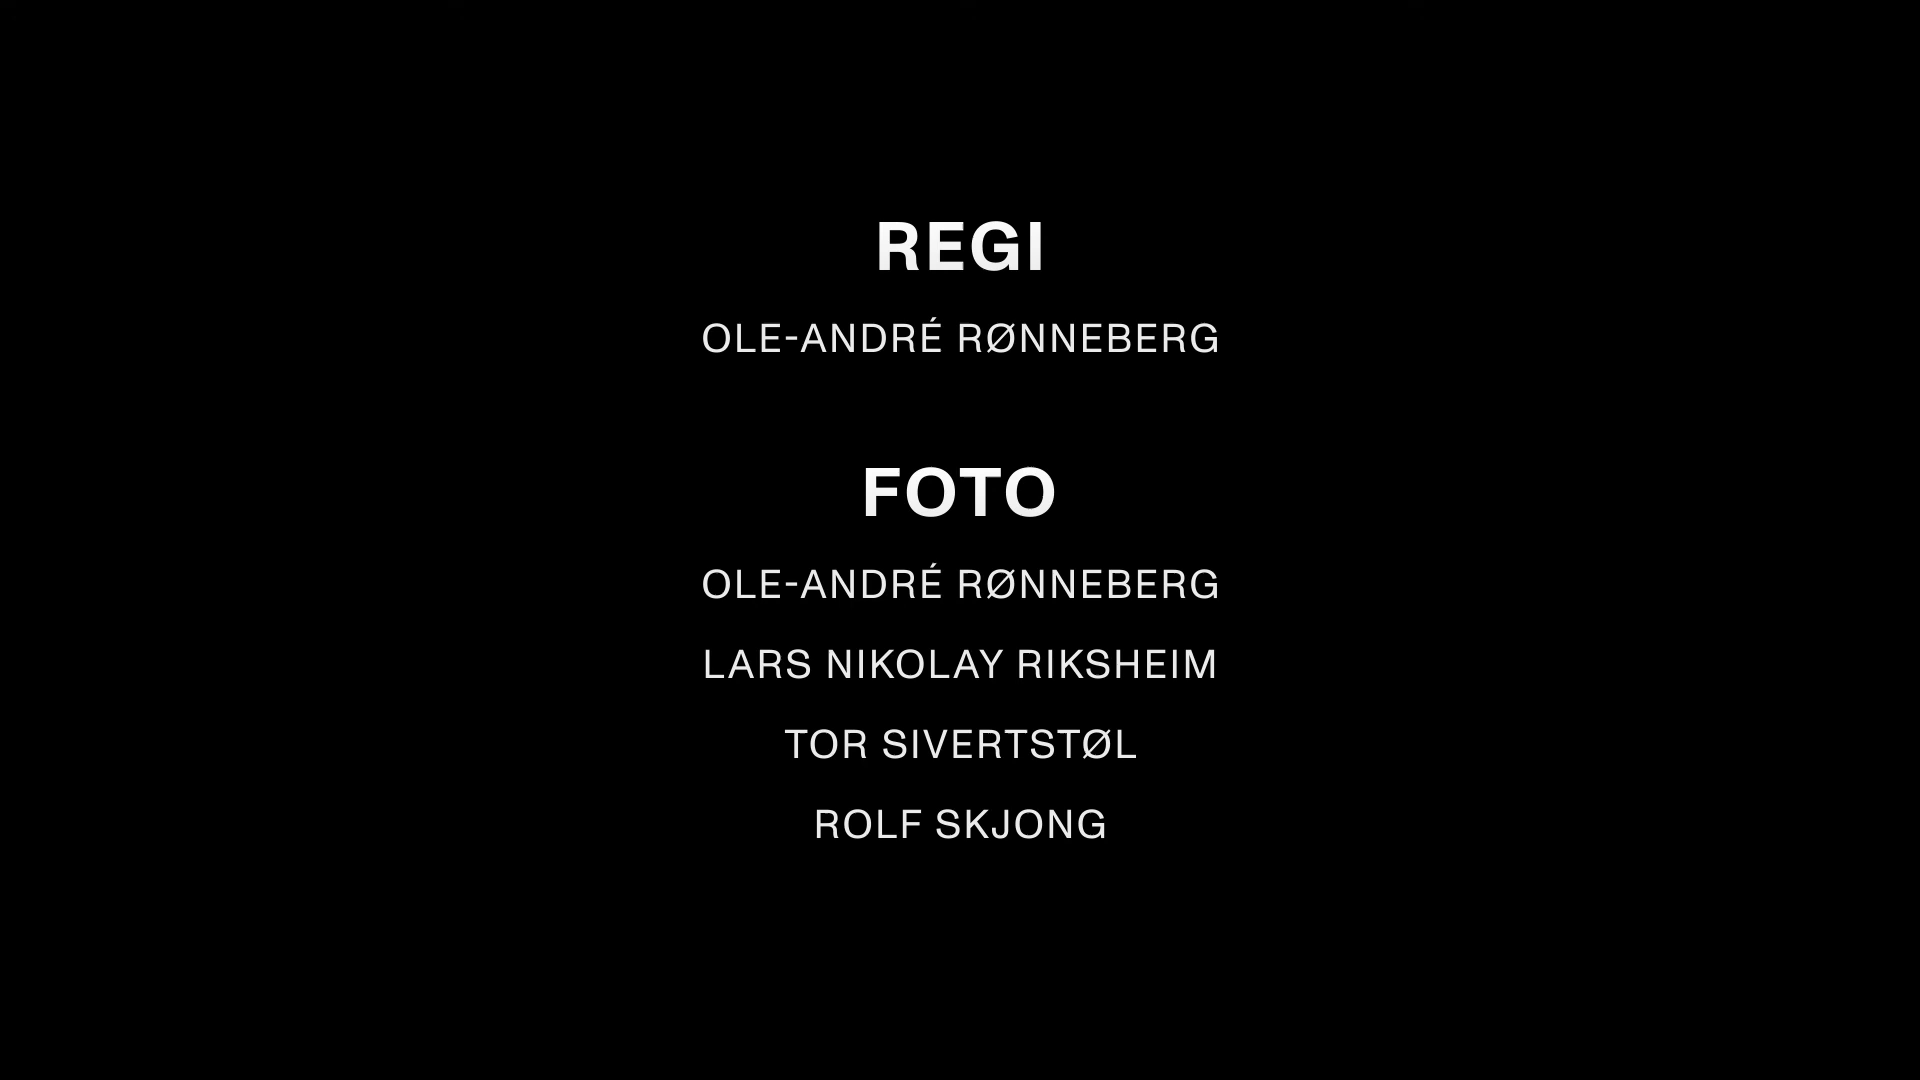 REGI
OLE-ANDRÉ RØNNEBERG
FOTO
OLE-ANDRÉ RØNNEBERG
LARS NIKOLAY RIKSHEIM
TOR SIVERTSTØL
ROLF SKJONG